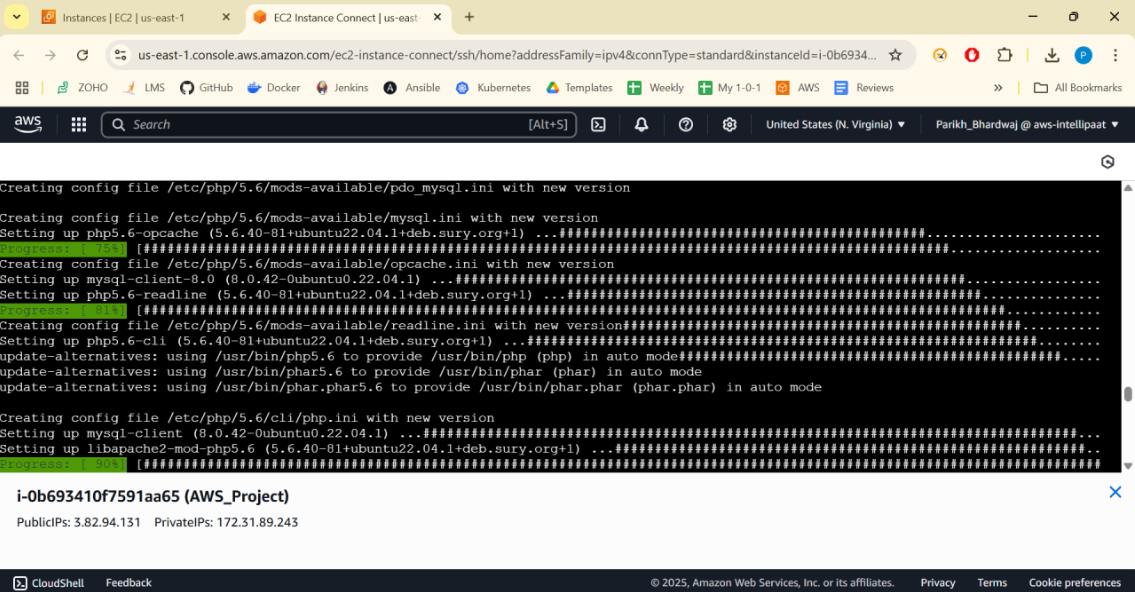 Instances | EC2 | us-east-1
EC2 Instance Connect | us-east-
us-east-1.console.aws.amazon.com/ec2-instance-connect/ssh/home?addressFamily=ipv4&connType=standard&instanceId=i-0b6934...
P
ZOHO LMS GitHub Docker Jenkins Ansible Kubernetes Templates Weekly My 1-0-1 AWS Reviews » All Bookmarks
aws Search [Alt+S] United States (N. Virginia) ▼ Parikh_Bhardwaj @ aws-intellipaat ▼
Creating config file /etc/php/5.6/mods-available/pdo_mysql.ini with new version
Creating config file /etc/php/5.6/mods-available/mysql.ini with new version
Setting up php5.6-opcache (5.6.40-81+ubuntu22.04.1+deb.sury.org+1) ...##############################################......................
Progress: [ 75%] [#####################################################################################################...................
Creating config file /etc/php/5.6/mods-available/opcache.ini with new version
Setting up mysql-client-8.0 (8.0.42-0ubuntu0.22.04.1) ...################################################################.................
Setting up php5.6-readline (5.6.40-81+ubuntu22.04.1+deb.sury.org+1) ...####################################################...............
Progress: [ 81%] [############################################################################################################............
Creating config file /etc/php/5.6/mods-available/readline.ini with new version##################################################..........
Setting up php5.6-cli (5.6.40-81+ubuntu22.04.1+deb.sury.org+1) ...################################################################........
update-alternatives: using /usr/bin/php5.6 to provide /usr/bin/php (php) in auto mode################################################.....
update-alternatives: using /usr/bin/phar5.6 to provide /usr/bin/phar (phar) in auto mode
update-alternatives: using /usr/bin/phar.phar5.6 to provide /usr/bin/phar.phar (phar.phar) in auto mode
Creating config file /etc/php/5.6/cli/php.ini with new version
Setting up mysql-client (8.0.42-0ubuntu0.22.04.1) ...##################################################################################...
Setting up libapache2-mod-php5.6 (5.6.40-81+ubuntu22.04.1+deb.sury.org+1) ...###########################################################..
Progress: [ 90%] [########################################################################################################################
i-0b693410f7591aa65 (AWS_Project)
PublicIPs: 3.82.94.131 PrivateIPs: 172.31.89.243
CloudShell Feedback © 2025, Amazon Web Services, Inc. or its affiliates. Privacy Terms Cookie preferences